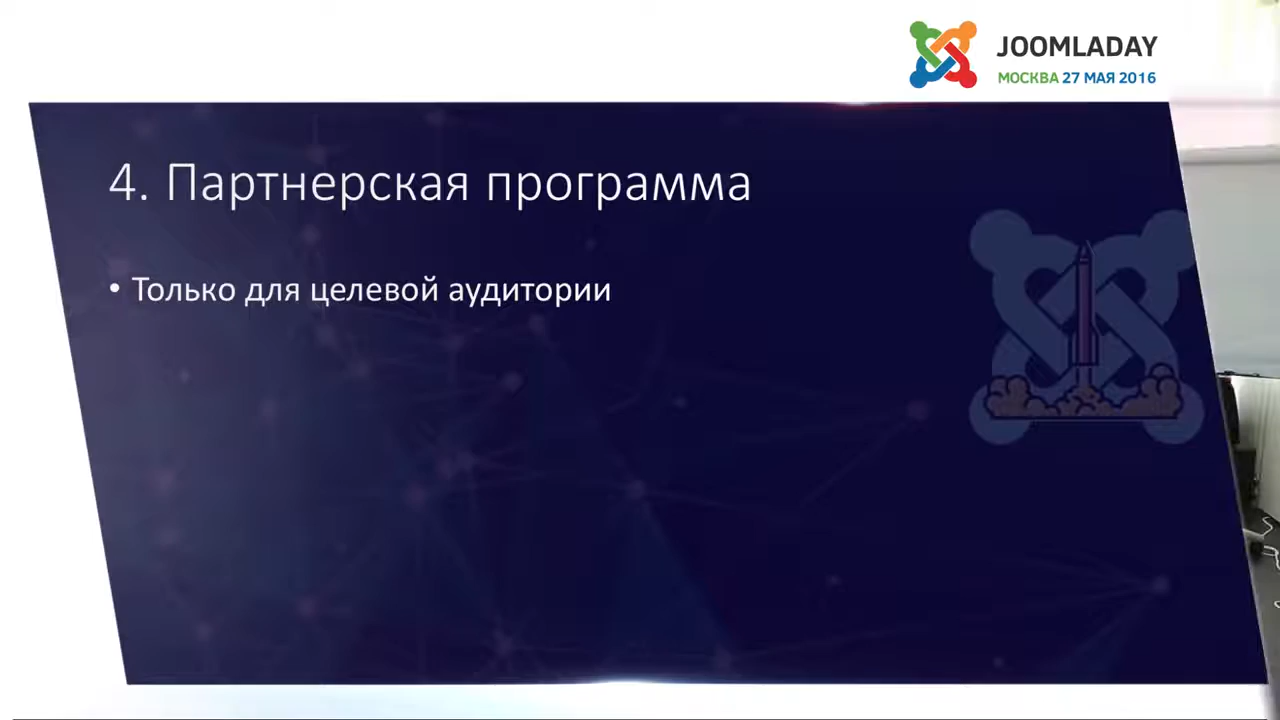 JOOMLADAY
МОСКВА 27 МАЯ 2016
4. Партнерская программа
• Только для целевой аудитории